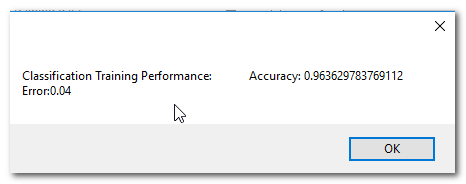 Classification Training Performance: Accuracy: 0.963629783769112
Error:0.04
OK